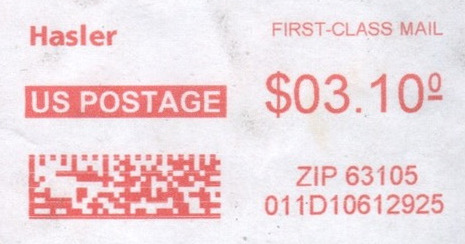 Hasler
FIRST-CLASS MAIL
US POSTAGE
$03.10º
ZIP 63105
011D10612925